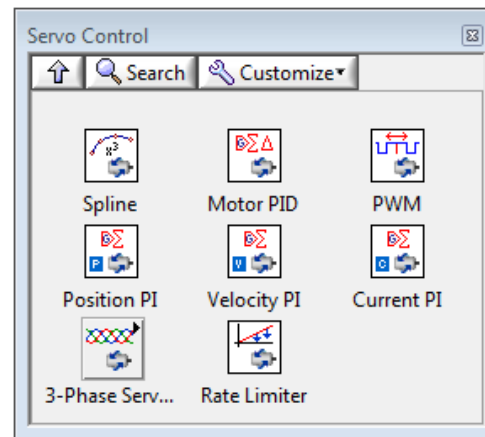 Servo Control
Search Customize
x³
Spline Motor PID PWM
P V C
Position PI Velocity PI Current PI
3-Phase Serv... Rate Limiter